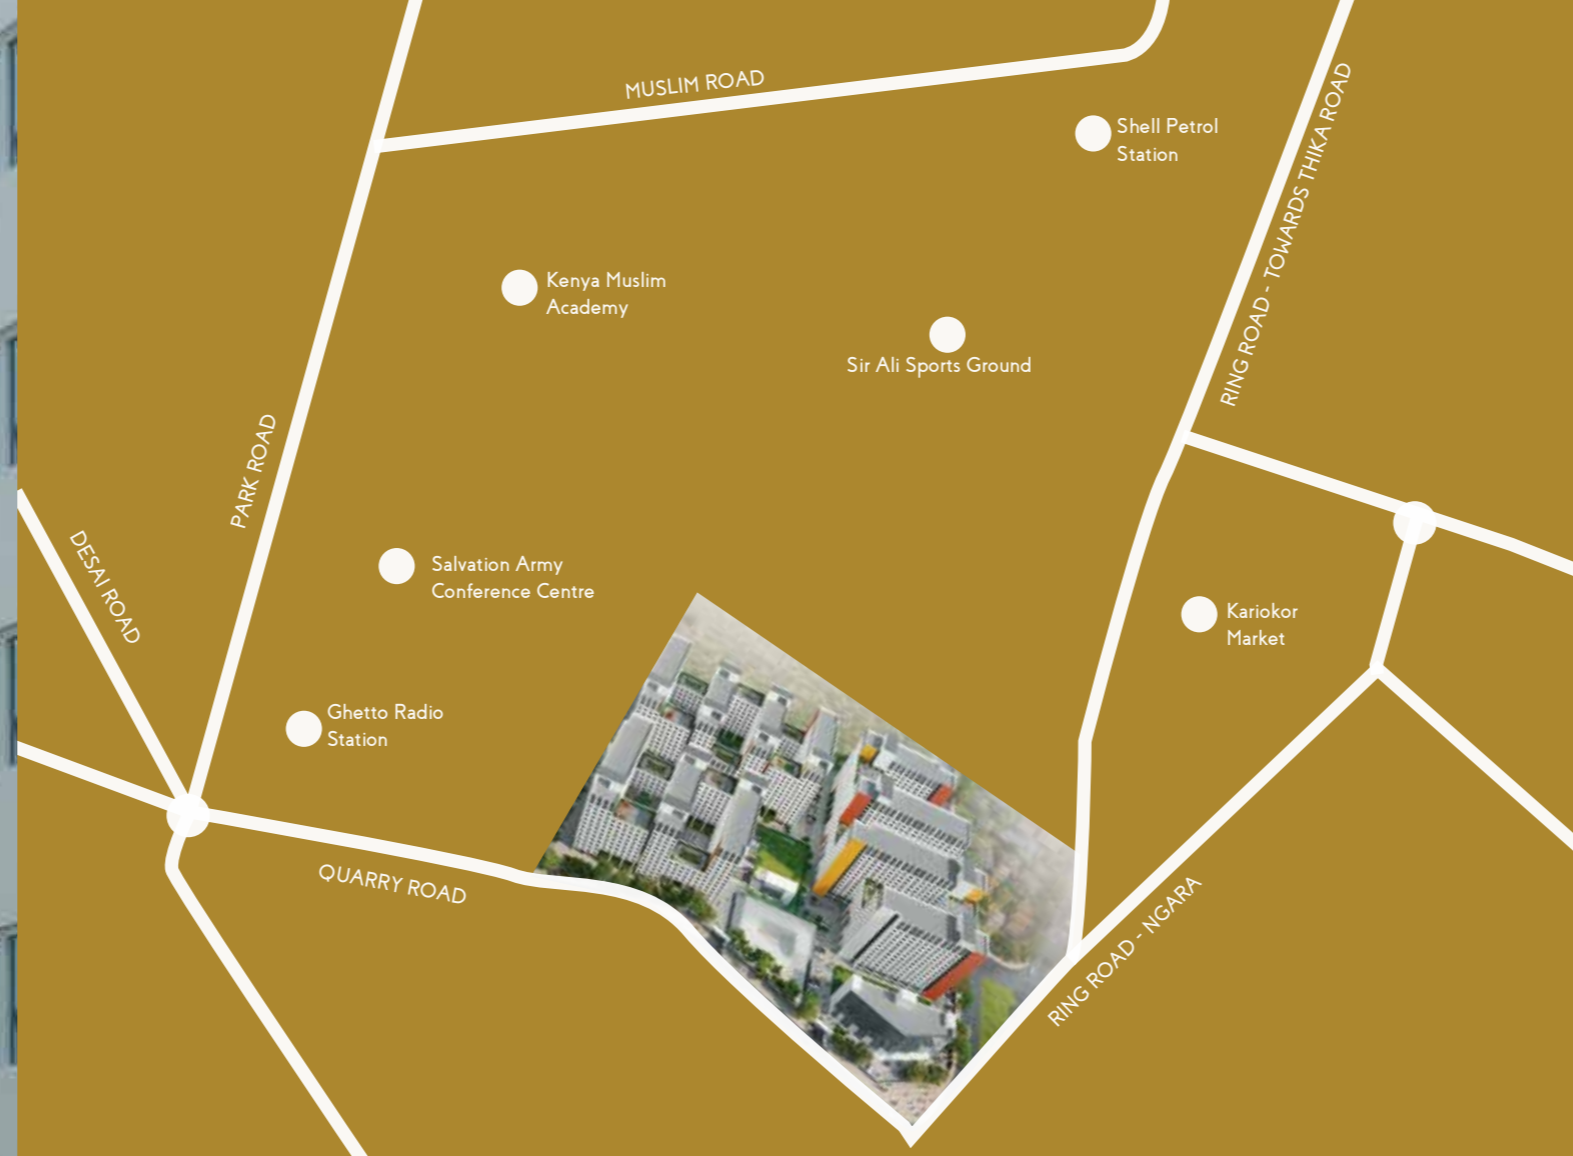 MUSLIM ROAD
Shell Petrol
Station
RING ROAD - TOWARDS THIKA ROAD
Kenya Muslim
Academy
Sir Ali Sports Ground
PARK ROAD
DESAI ROAD
Salvation Army
Conference Centre
Kariokor
Market
Ghetto Radio
Station
QUARRY ROAD
RING ROAD - NGARA